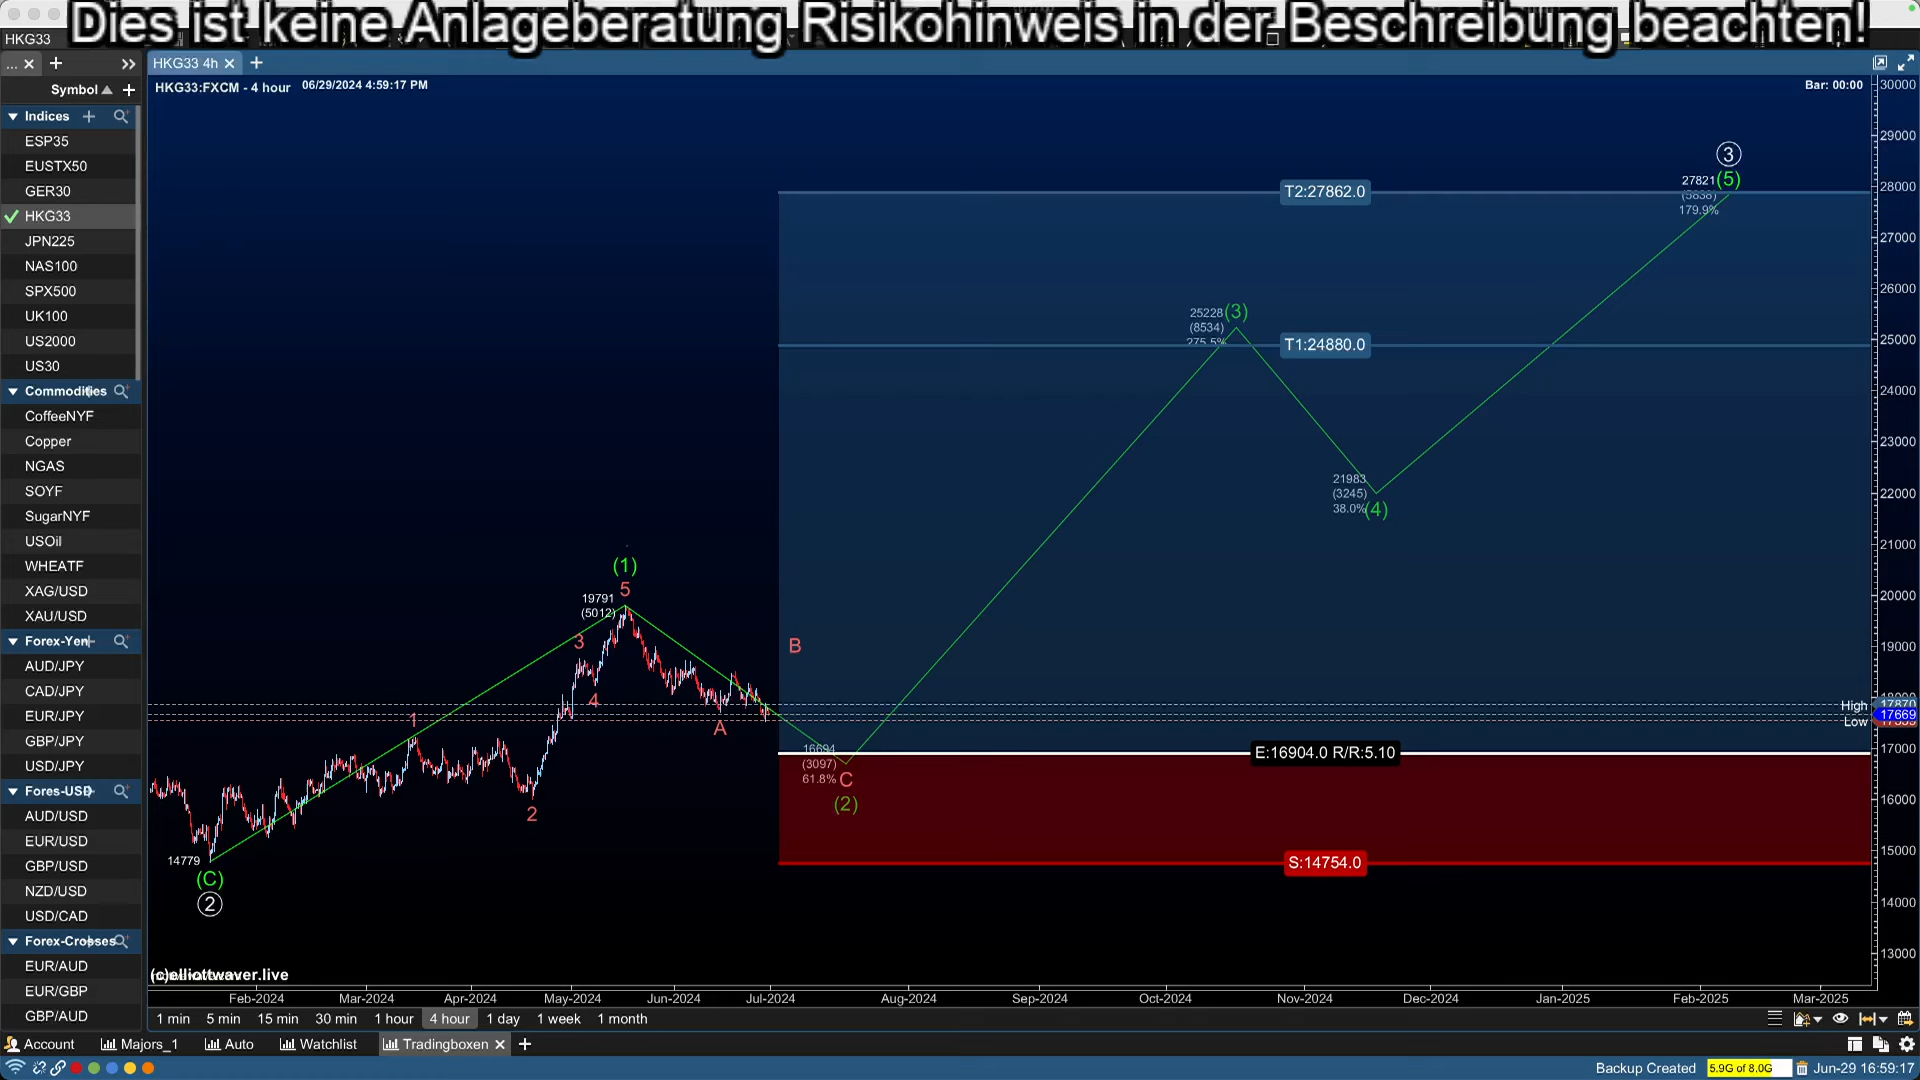 Dies ist keine Anlageberatung Risikohinweis in der Beschreibung beachten!
HKG33
...
HKG33 4h
Symbol
HKG33:FXCM - 4 hour 06/29/2024 4:59:17 PM
Bar: 00:00
Indices
ESP35
EUSTX50
GER30
HKG33
JPN225
NAS100
SPX500
UK100
US2000
US30
Commodities
CoffeeNYF
Copper
NGAS
SOYF
SugarNYF
USOil
WHEATF
XAG/USD
XAU/USD
Forex-Yen
AUD/JPY
CAD/JPY
EUR/JPY
GBP/JPY
USD/JPY
Fores-USD
AUD/USD
EUR/USD
GBP/USD
NZD/USD
USD/CAD
Forex-Crosses
EUR/AUD
EUR/GBP
GBP/AUD
3
27821 (5)
(5838)
179.9%
T2:27862.0
25228 (3)
(8534)
275.5%
T1:24880.0
21983
(3245)
38.0% (4)
(1)
5
19791
(5012)
3
4
B
1
A
2
16694
(3097)
61.8% C
(2)
E:16904.0 R/R:5.10
S:14754.0
14779
(C)
2
High
Low
30000
29000
28000
27000
26000
25000
24000
23000
22000
21000
20000
19000
17870
17669
17000
16000
15000
14000
13000
(c)elliottwaver.live
Feb-2024 Mar-2024 Apr-2024 May-2024 Jun-2024 Jul-2024 Aug-2024 Sep-2024 Oct-2024 Nov-2024 Dec-2024 Jan-2025 Feb-2025 Mar-2025
1 min 5 min 15 min 30 min 1 hour 4 hour 1 day 1 week 1 month
Account Majors_1 Auto Watchlist Tradingboxen
Backup Created 5.9G of 8.0G Jun-29 16:59:17